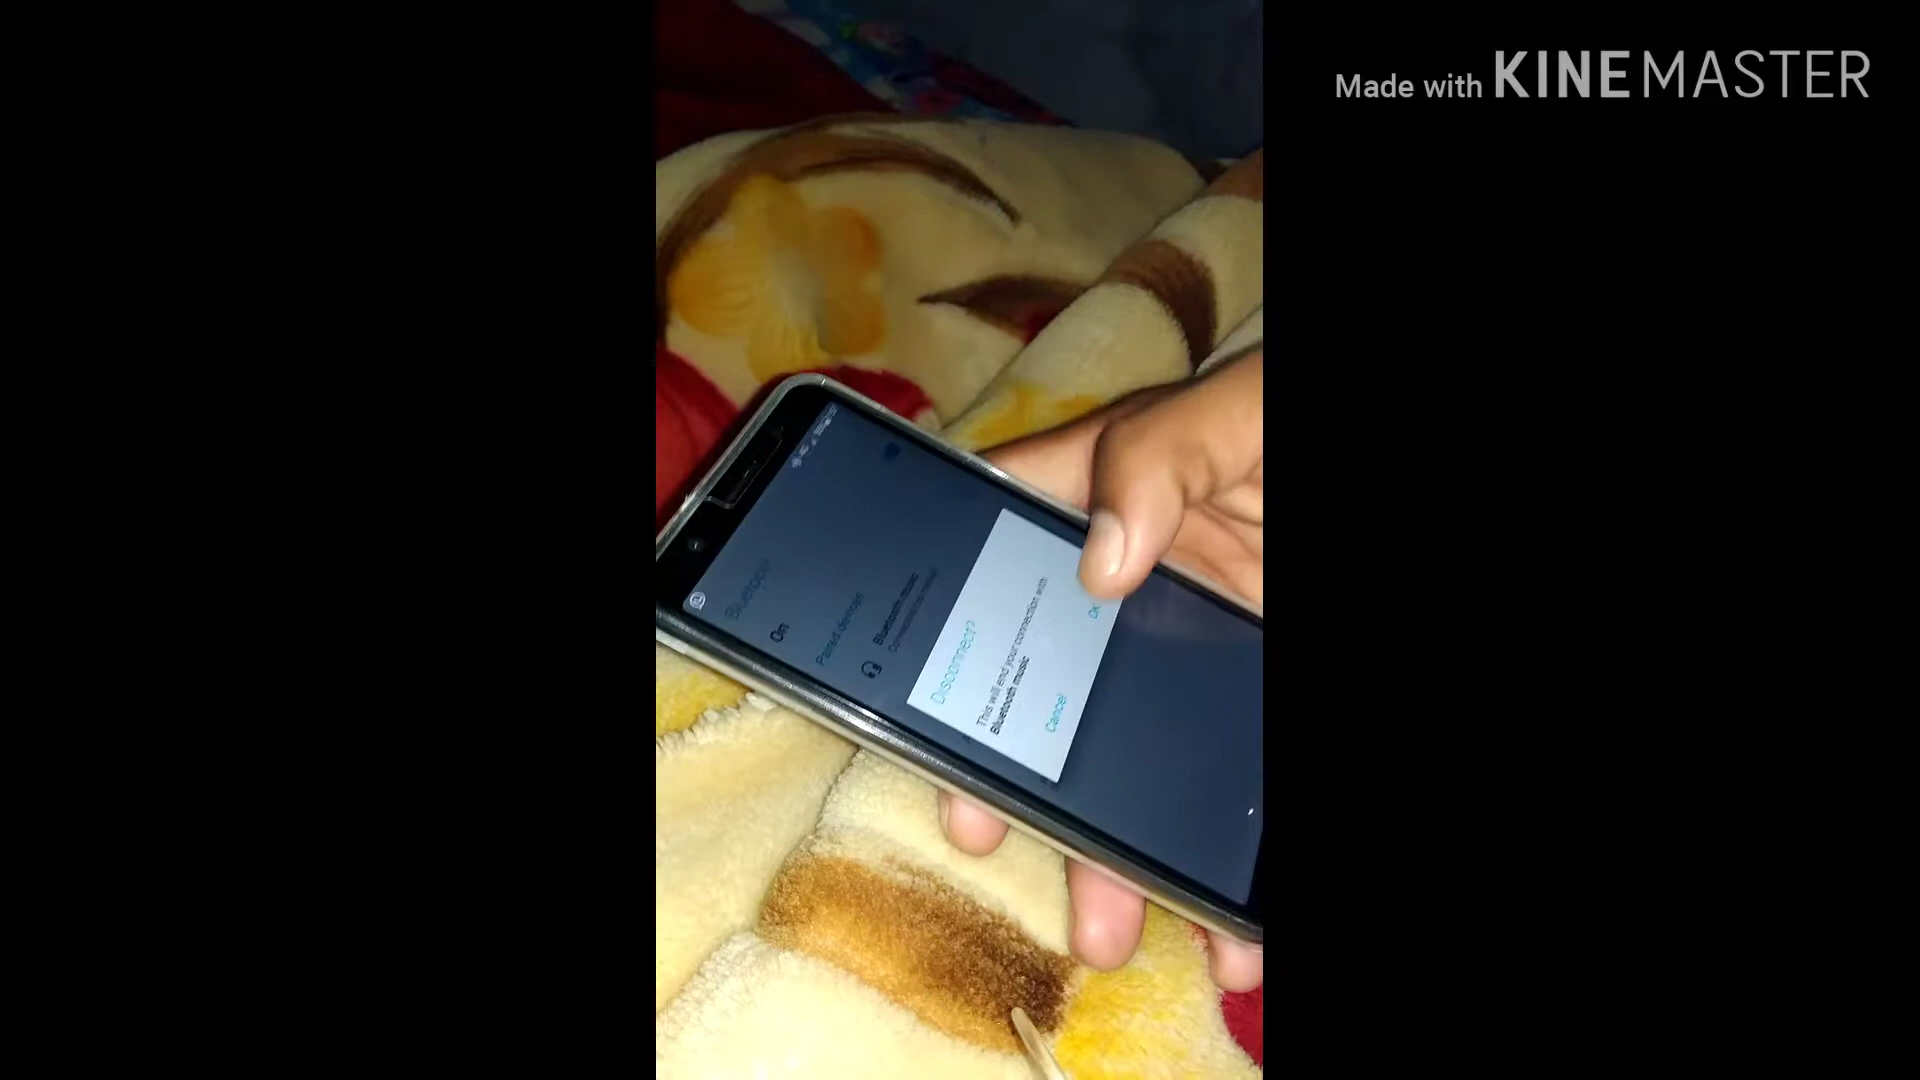 Made with KINEMASTER
Bluetooth
On
Paired devices
Bluetooth music
Disconnect?
This will end your connection with
Bluetooth music
Cancel
OK